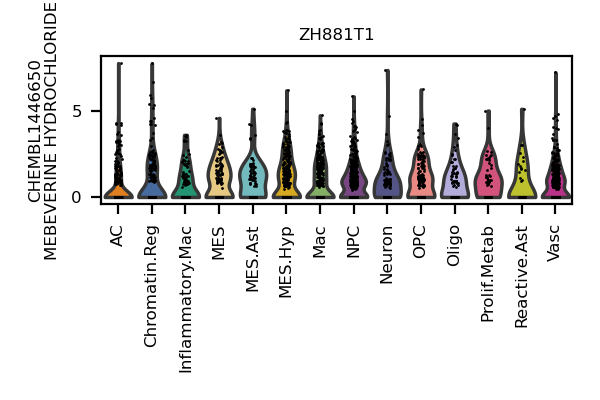 ZH881T1
CHEMBL1446650
MEBEVERINE HYDROCHLORIDE
5
0
AC
Chromatin.Reg
Inflammatory.Mac
MES
MES.Ast
MES.Hyp
Mac
NPC
Neuron
OPC
Oligo
Prolif.Metab
Reactive.Ast
Vasc